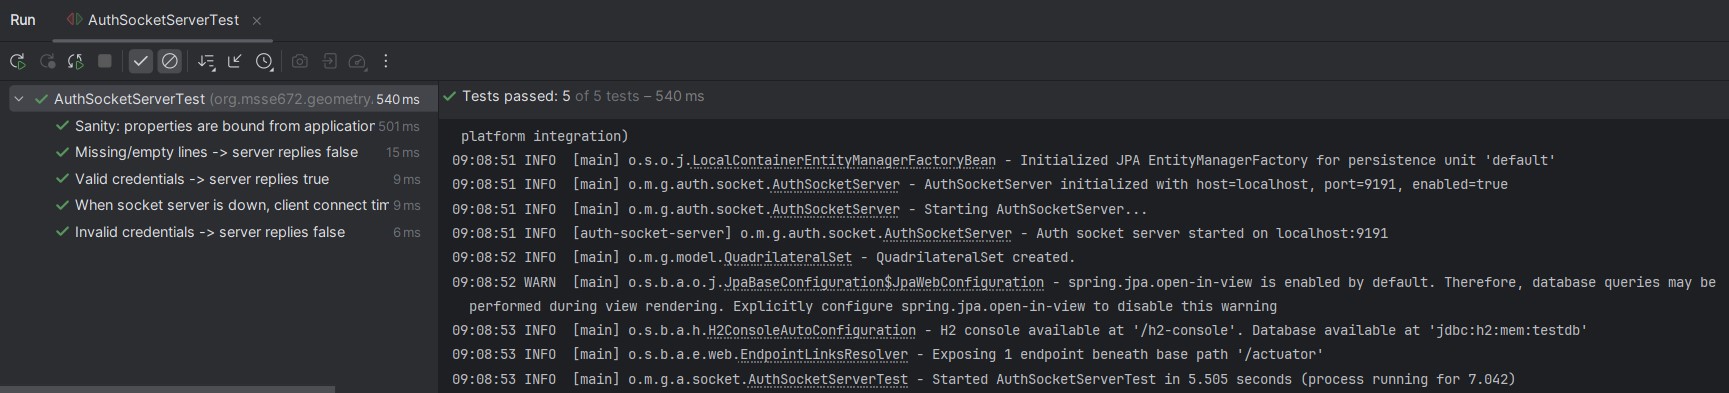 Run
AuthSocketServerTest
AuthSocketServerTest (org.msse672.geometry. 540 ms
Sanity: properties are bound from application 501 ms
Missing/empty lines -> server replies false 15 ms
Valid credentials -> server replies true 9 ms
When socket server is down, client connect tim 9 ms
Invalid credentials -> server replies false 6 ms
Tests passed: 5 of 5 tests – 540 ms
platform integration)
09:08:51 INFO [main] o.s.o.j.LocalContainerEntityManagerFactoryBean - Initialized JPA EntityManagerFactory for persistence unit 'default'
09:08:51 INFO [main] o.m.g.auth.socket.AuthSocketServer - AuthSocketServer initialized with host=localhost, port=9191, enabled=true
09:08:51 INFO [main] o.m.g.auth.socket.AuthSocketServer - Starting AuthSocketServer...
09:08:51 INFO [auth-socket-server] o.m.g.auth.socket.AuthSocketServer - Auth socket server started on localhost:9191
09:08:52 INFO [main] o.m.g.model.QuadrilateralSet - QuadrilateralSet created.
09:08:52 WARN [main] o.s.b.a.o.j.JpaBaseConfiguration$JpaWebConfiguration - spring.jpa.open-in-view is enabled by default. Therefore, database queries may be
performed during view rendering. Explicitly configure spring.jpa.open-in-view to disable this warning
09:08:53 INFO [main] o.s.b.a.h.H2ConsoleAutoConfiguration - H2 console available at '/h2-console'. Database available at 'jdbc:h2:mem:testdb'
09:08:53 INFO [main] o.s.b.a.e.web.EndpointLinksResolver - Exposing 1 endpoint beneath base path '/actuator'
09:08:53 INFO [main] o.m.g.a.socket.AuthSocketServerTest - Started AuthSocketServerTest in 5.505 seconds (process running for 7.042)